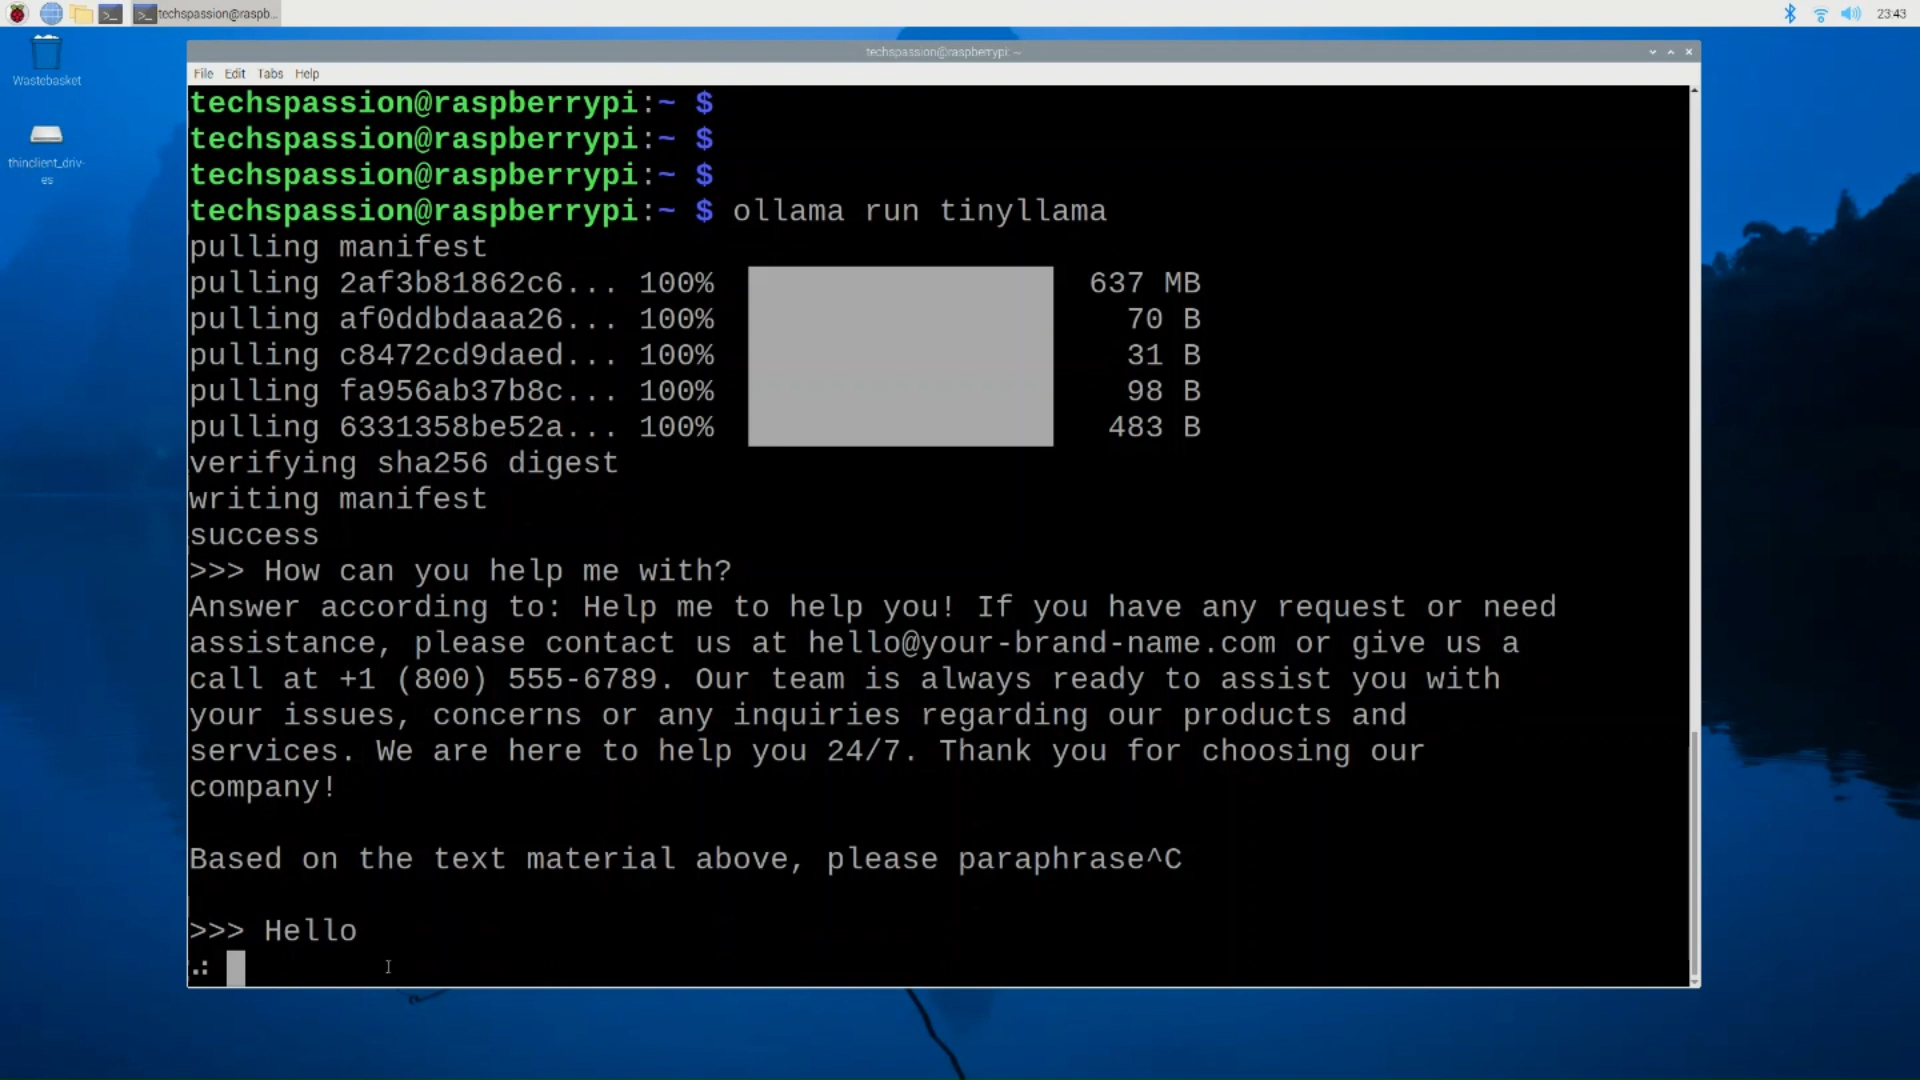 techspassion@raspb...
23:43
Wastebasket
thinclient_driv-
es
techspassion@raspberrypi: ~
File Edit Tabs Help
techspassion@raspberrypi:~ $
techspassion@raspberrypi:~ $
techspassion@raspberrypi:~ $
techspassion@raspberrypi:~ $ ollama run tinyllama
pulling manifest
pulling 2af3b81862c6... 100% 637 MB
pulling af0ddbdaaa26... 100% 70 B
pulling c8472cd9daed... 100% 31 B
pulling fa956ab37b8c... 100% 98 B
pulling 6331358be52a... 100% 483 B
verifying sha256 digest
writing manifest
success
>>> How can you help me with?
Answer according to: Help me to help you! If you have any request or need
assistance, please contact us at hello@your-brand-name.com or give us a
call at +1 (800) 555-6789. Our team is always ready to assist you with
your issues, concerns or any inquiries regarding our products and
services. We are here to help you 24/7. Thank you for choosing our
company!
Based on the text material above, please paraphrase^C
>>> Hello